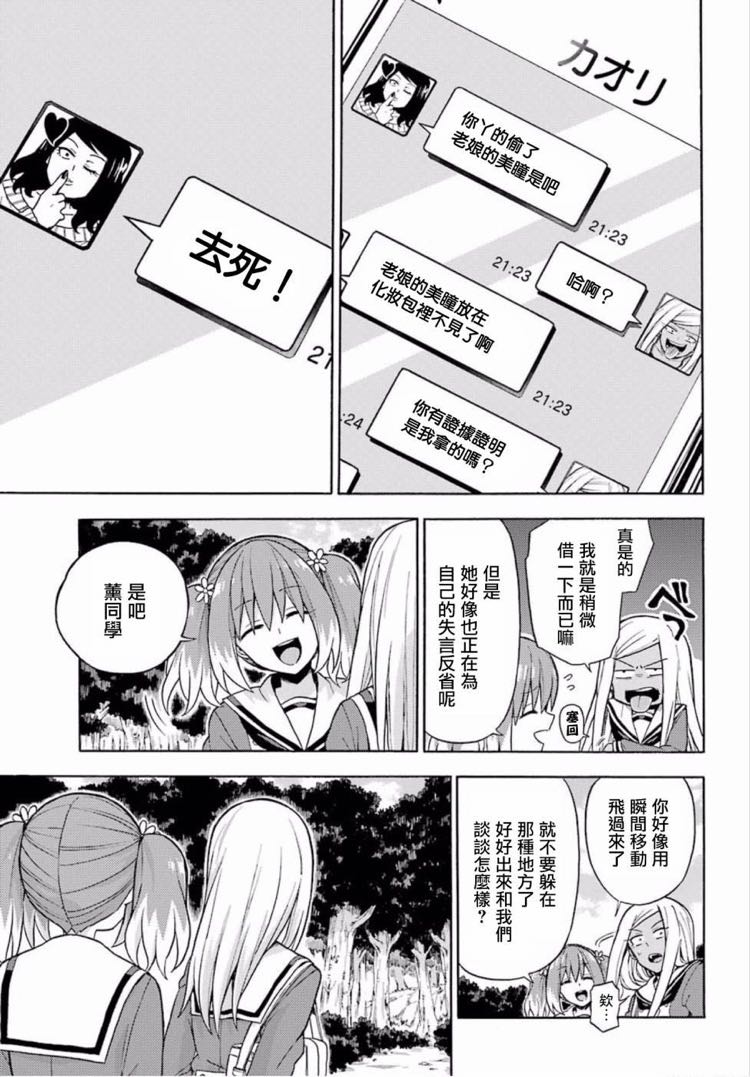 カオリ
你丫的偷了
老娘的美瞳是吧
21:23
哈啊？
21:23
老娘的美瞳放在
化妝包裡不見了啊
21:23
你有證據證明
是我拿的嗎？
:24
去死！
21
真是的
我就是稍微
借一下而已嘛
塞回
但是
她好像也正在為
自己的失言反省呢
是吧
薰同學
你好像用
瞬間移動
飛過來了
欸…
就不要躲在
那種地方了
好好出來和我們
談談怎麼樣？